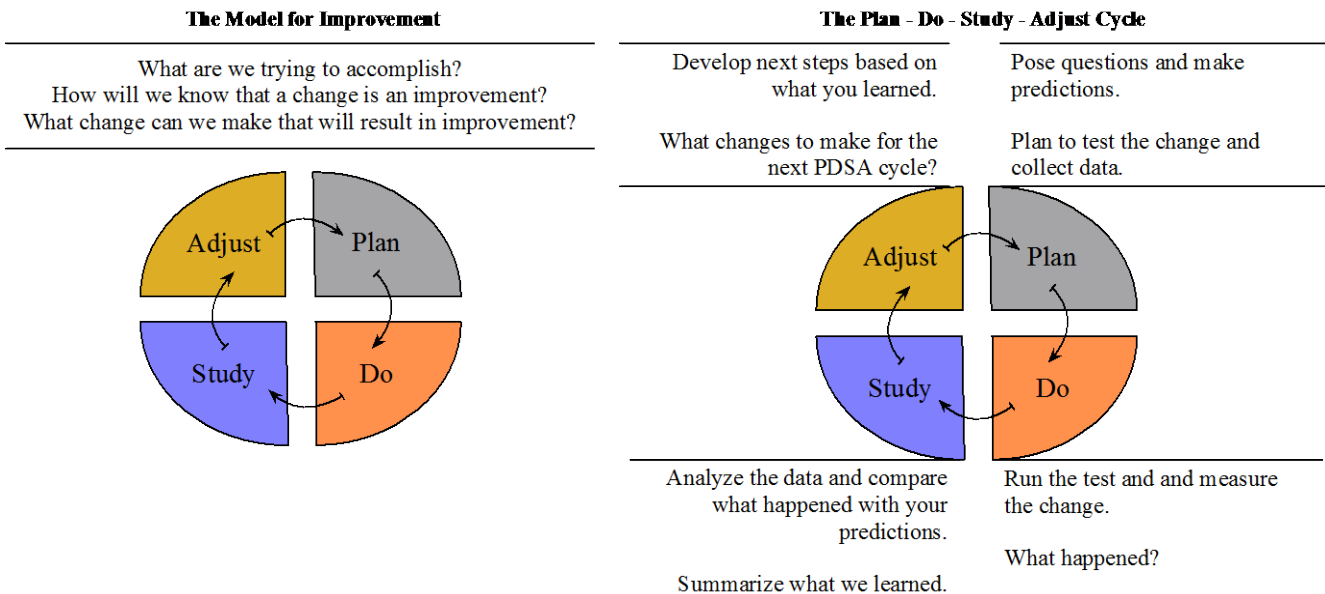 The Model for Improvement
What are we trying to accomplish?
How will we know that a change is an improvement?
What change can we make that will result in improvement?
Adjust
Plan
Study
Do
The Plan - Do - Study - Adjust Cycle
Develop next steps based on
what you learned.
What changes to make for the
next PDSA cycle?
Pose questions and make
predictions.
Plan to test the change and
collect data.
Adjust
Plan
Study
Do
Analyze the data and compare
what happened with your
predictions.
Summarize what we learned.
Run the test and and measure
the change.
What happened?